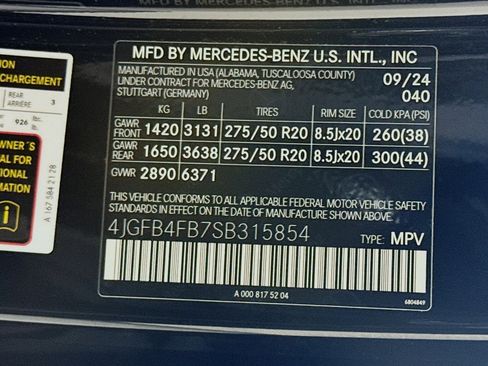 ION
CHARGEMENT
REAR
ARRIÈRE
3
926 lb.
WNER´S
AL FOR
TIONAL
MATION
A 167 584 21 28
MFD BY MERCEDES-BENZ U.S. INTL., INC
MANUFACTURED IN USA (ALABAMA, TUSCALOOSA COUNTY)
UNDER CONTRACT FOR MERCEDES-BENZ AG,
STUTTGART (GERMANY)
09/24
040
KG LB TIRES RIM SIZE COLD KPA (PSI)
GAWR FRONT 1420 3131 275/50 R20 8.5Jx20 260(38)
GAWR REAR 1650 3638 275/50 R20 8.5Jx20 300(44)
GVWR 2890 6371
THIS VEHICLE CONFORMS TO ALL APPLICABLE FEDERAL MOTOR VEHICLE SAFETY
STANDARDS IN EFFECT ON THE DATE OF MANUFACTURE SHOWN ABOVE.
4JGFB4FB7SB315854 TYPE: MPV
A 000 817 52 04
6804849